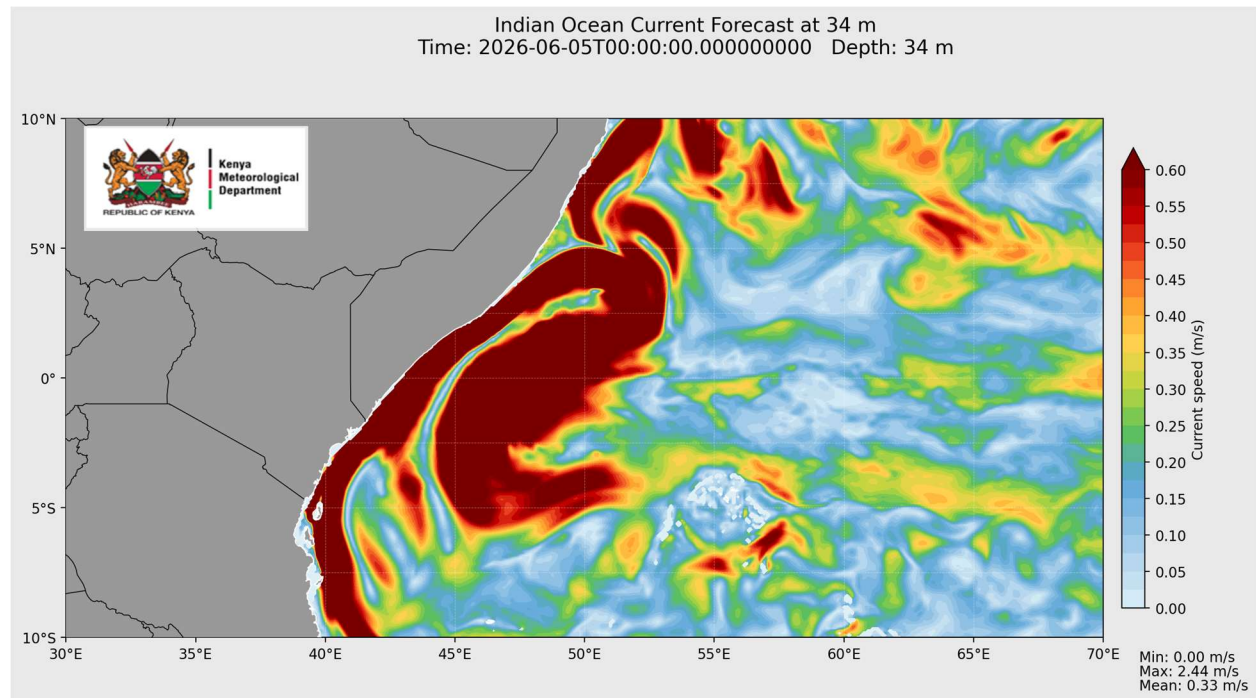 Indian Ocean Current Forecast at 34 m
Time: 2026-06-05T00:00:00.000000000   Depth: 34 m
Kenya
Meteorological
Department
REPUBLIC OF KENYA
10°N
5°N
0°
5°S
10°S
30°E
35°E
40°E
45°E
50°E
55°E
60°E
65°E
70°E
0.60
0.55
0.50
0.45
0.40
0.35
0.30
0.25
0.20
0.15
0.10
0.05
0.00
Current speed (m/s)
Min: 0.00 m/s
Max: 2.44 m/s
Mean: 0.33 m/s